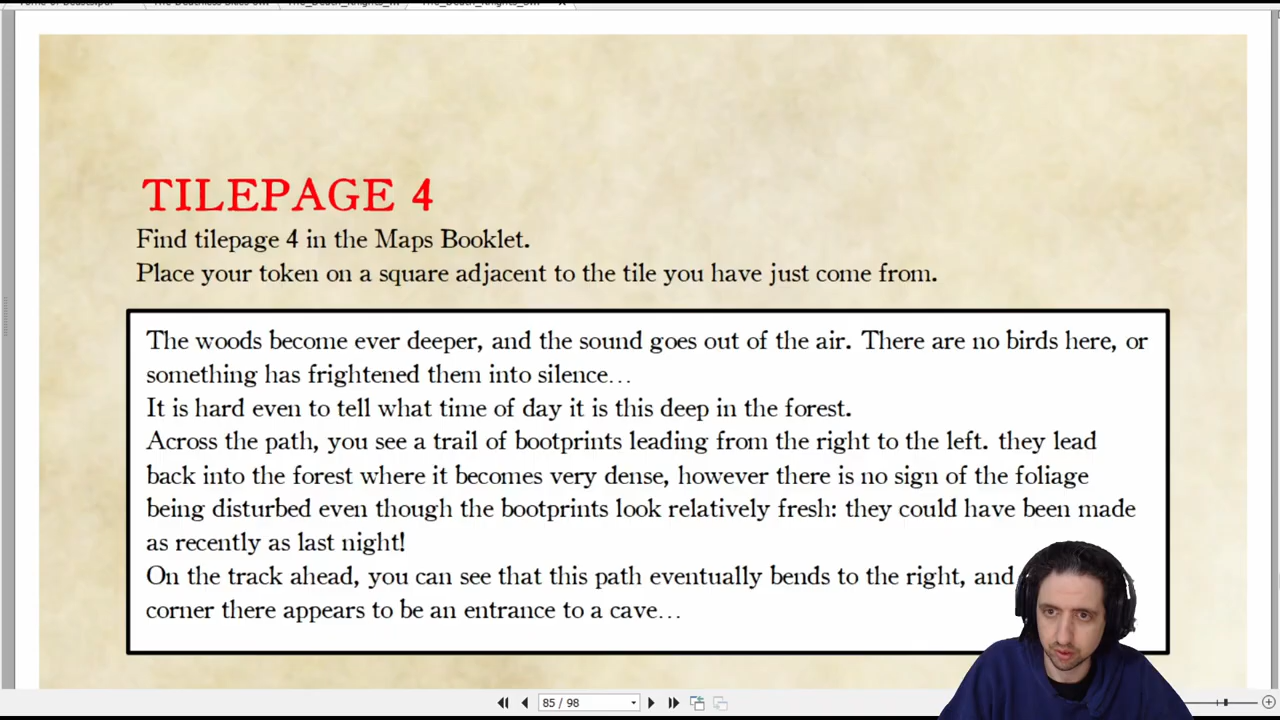 TILEPAGE 4
Find tilepage 4 in the Maps Booklet.
Place your token on a square adjacent to the tile you have just come from.
The woods become ever deeper, and the sound goes out of the air. There are no birds here, or
something has frightened them into silence…
It is hard even to tell what time of day it is this deep in the forest.
Across the path, you see a trail of bootprints leading from the right to the left. they lead
back into the forest where it becomes very dense, however there is no sign of the foliage
being disturbed even though the bootprints look relatively fresh: they could have been made
as recently as last night!
On the track ahead, you can see that this path eventually bends to the right, and
corner there appears to be an entrance to a cave…
85 / 98